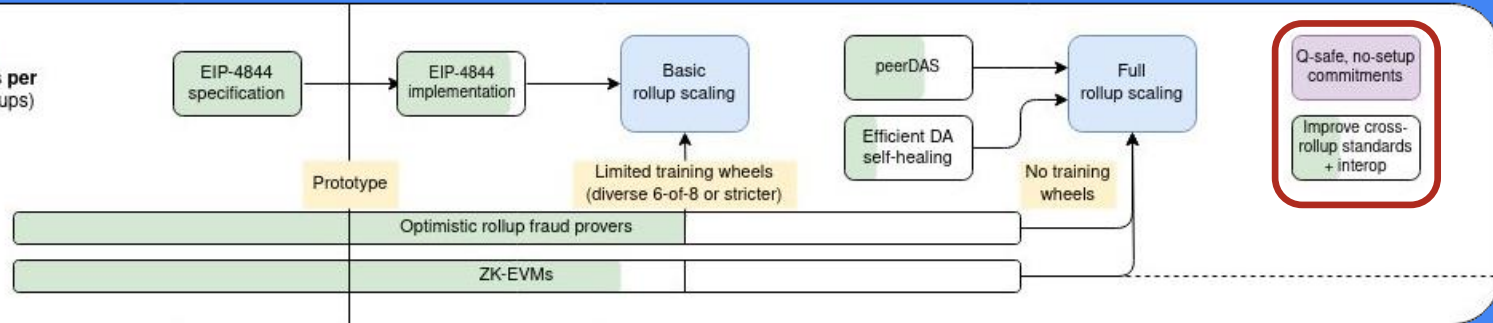 s per
ups)
EIP-4844
specification
EIP-4844
implementation
Basic
rollup scaling
peerDAS
Efficient DA
self-healing
Full
rollup scaling
Q-safe, no-setup
commitments
Improve cross-
rollup standards
+ interop
Prototype
Limited training wheels
(diverse 6-of-8 or stricter)
No training
wheels
Optimistic rollup fraud provers
ZK-EVMs